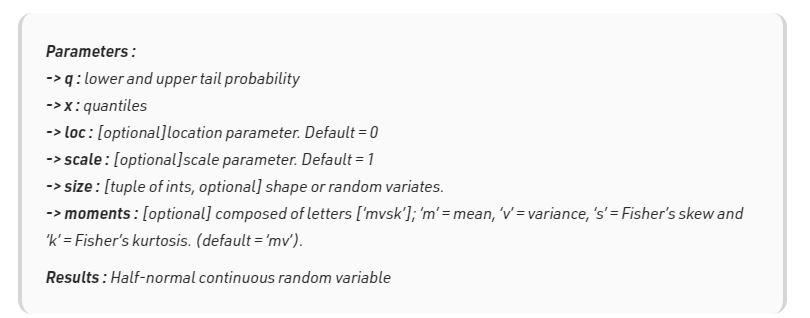 Parameters :
-> q : lower and upper tail probability
-> x : quantiles
-> loc : [optional]location parameter. Default = 0
-> scale : [optional]scale parameter. Default = 1
-> size : [tuple of ints, optional] shape or random variates.
-> moments : [optional] composed of letters [‘mvsk’]; ‘m’ = mean, ‘v’ = variance, ‘s’ = Fisher’s skew and
‘k’ = Fisher’s kurtosis. (default = ‘mv’).
Results : Half-normal continuous random variable